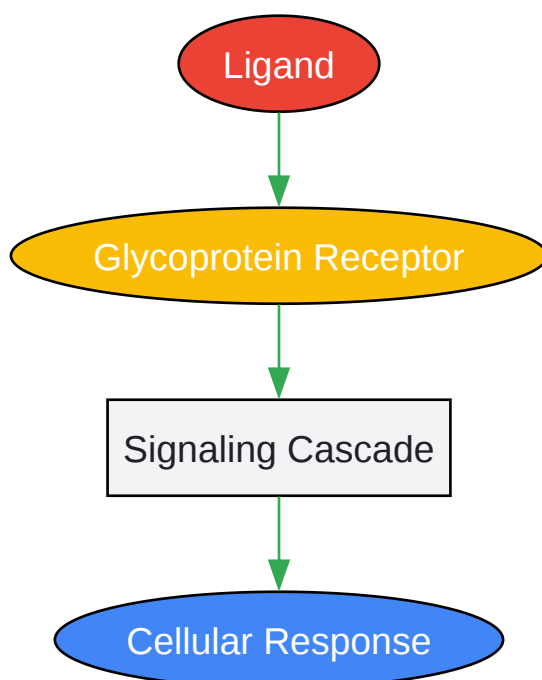 Ligand
Glycoprotein Receptor
Signaling Cascade
Cellular Response